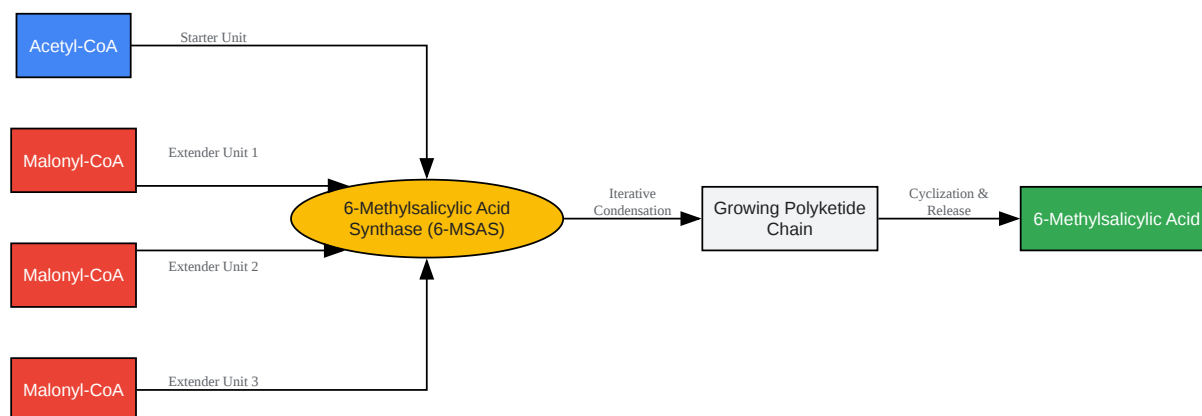 Acetyl-CoA
Starter Unit
Malonyl-CoA
Extender Unit 1
Malonyl-CoA
Extender Unit 2
Malonyl-CoA
Extender Unit 3
6-Methylsalicylic Acid
Synthase (6-MSAS)
Iterative
Condensation
Growing Polyketide
Chain
Cyclization &
Release
6-Methylsalicylic Acid